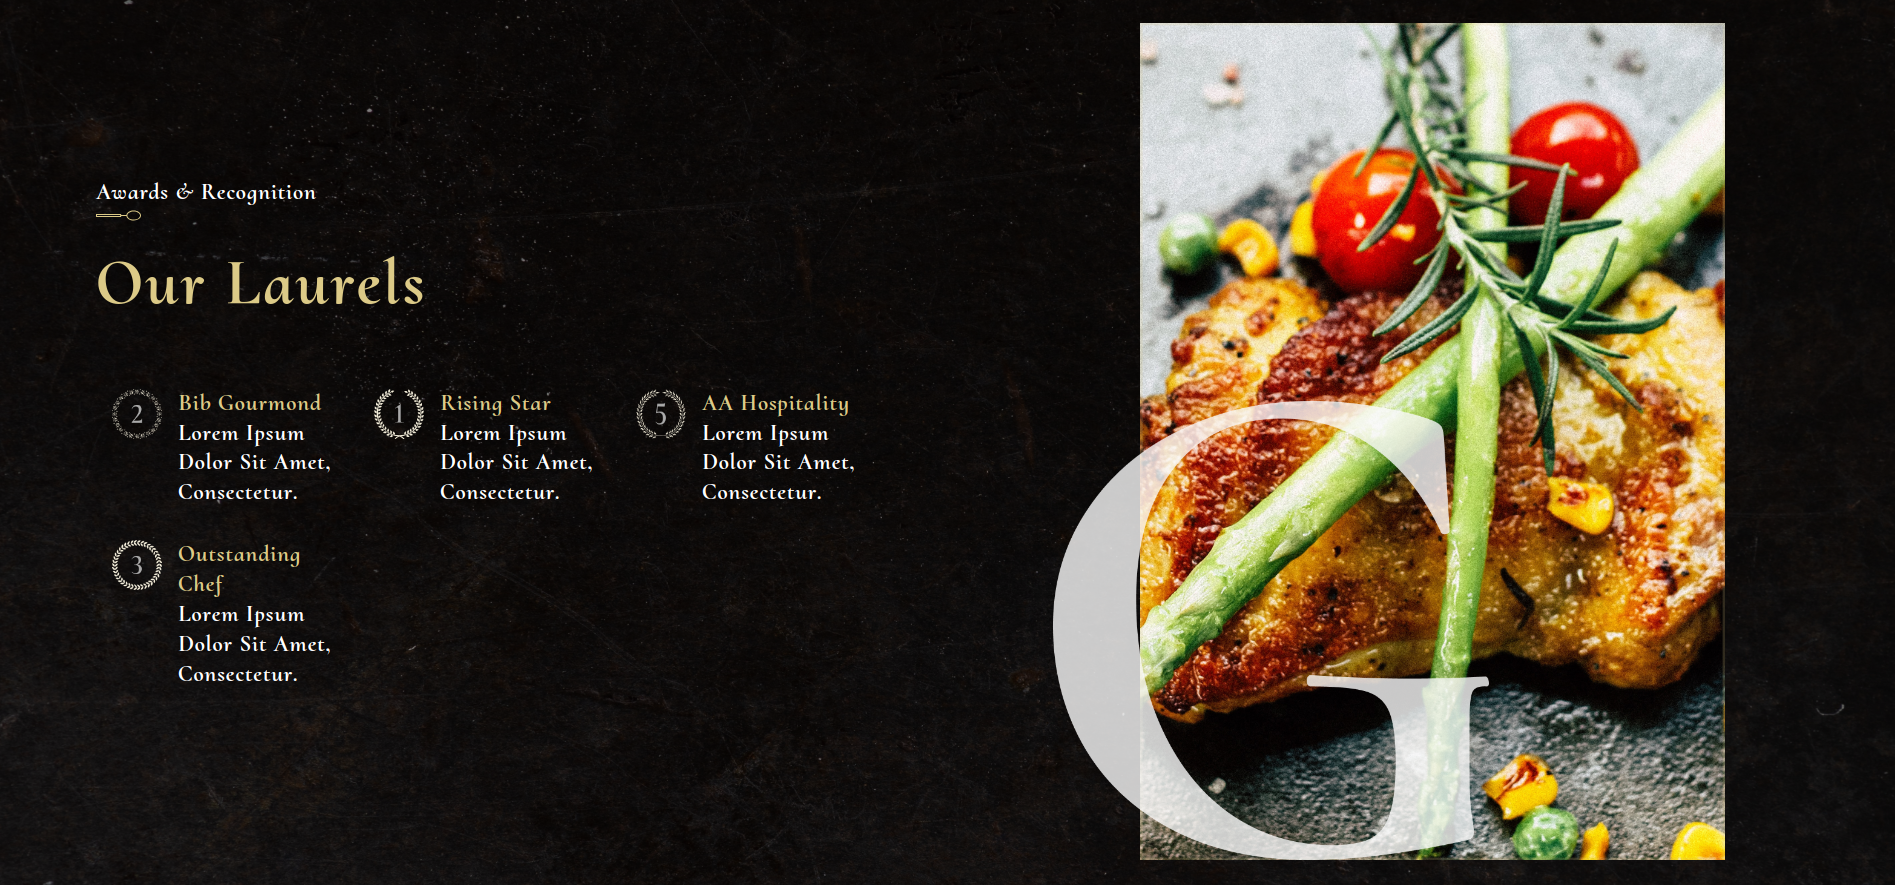 Awards & Recognition
Our Laurels
2
Bib Gourmond
Lorem Ipsum
Dolor Sit Amet,
Consectetur.
1
Rising Star
Lorem Ipsum
Dolor Sit Amet,
Consectetur.
5
AA Hospitality
Lorem Ipsum
Dolor Sit Amet,
Consectetur.
3
Outstanding
Chef
Lorem Ipsum
Dolor Sit Amet,
Consectetur.
G